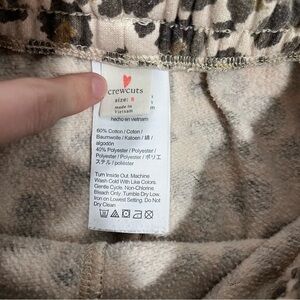 crewcuts
size: 8
made in
Vietnam
hecho en vietnam
60% Cotton / Coton /
Baumwolle / Katoen / 綿 /
algodón
40% Polyester / Polyester /
Polyester / Polyester / ポリエ
ステル / poliéster
Turn Inside Out. Machine
Wash Cold With Like Colors.
Gentle Cycle. Non-Chlorine
Bleach Only. Tumble Dry Low.
Iron on Lowest Setting. Do Not
Dry Clean